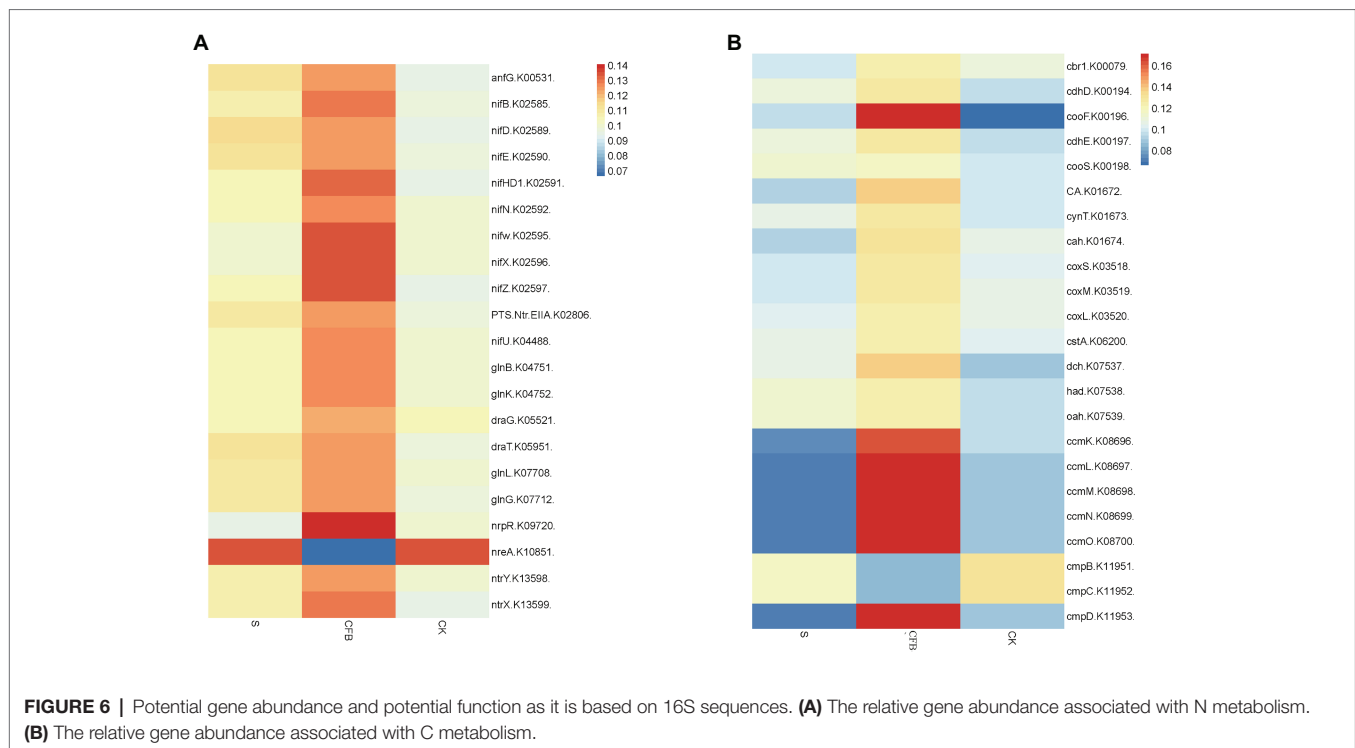 A
0.14
0.13
0.12
0.11
0.1
0.09
0.08
0.07
anfG.K00531.
nifB.K02585.
nifD.K02589.
nifE.K02590.
nifHD1.K02591.
nifN.K02592.
nifw.K02595.
nifX.K02596.
nifZ.K02597.
PTS.Ntr.EIIA.K02806.
nifU.K04488.
glnB.K04751.
glnK.K04752.
draG.K05521.
draT.K05951.
glnL.K07708.
glnG.K07712.
nrpR.K09720.
nreA.K10851.
ntrY.K13598.
ntrX.K13599.
S
CFB
CK
B
0.16
0.14
0.12
0.1
0.08
cbr1.K00079.
cdhD.K00194.
cooF.K00196.
cdhE.K00197.
cooS.K00198.
CA.K01672.
cynT.K01673.
cah.K01674.
coxS.K03518.
coxM.K03519.
coxL.K03520.
cstA.K06200.
dch.K07537.
had.K07538.
oah.K07539.
ccmK.K08696.
ccmL.K08697.
ccmM.K08698.
ccmN.K08699.
ccmO.K08700.
cmpB.K11951.
cmpC.K11952.
cmpD.K11953.
S
CFB
CK
FIGURE 6 | Potential gene abundance and potential function as it is based on 16S sequences. (A) The relative gene abundance associated with N metabolism.
(B) The relative gene abundance associated with C metabolism.